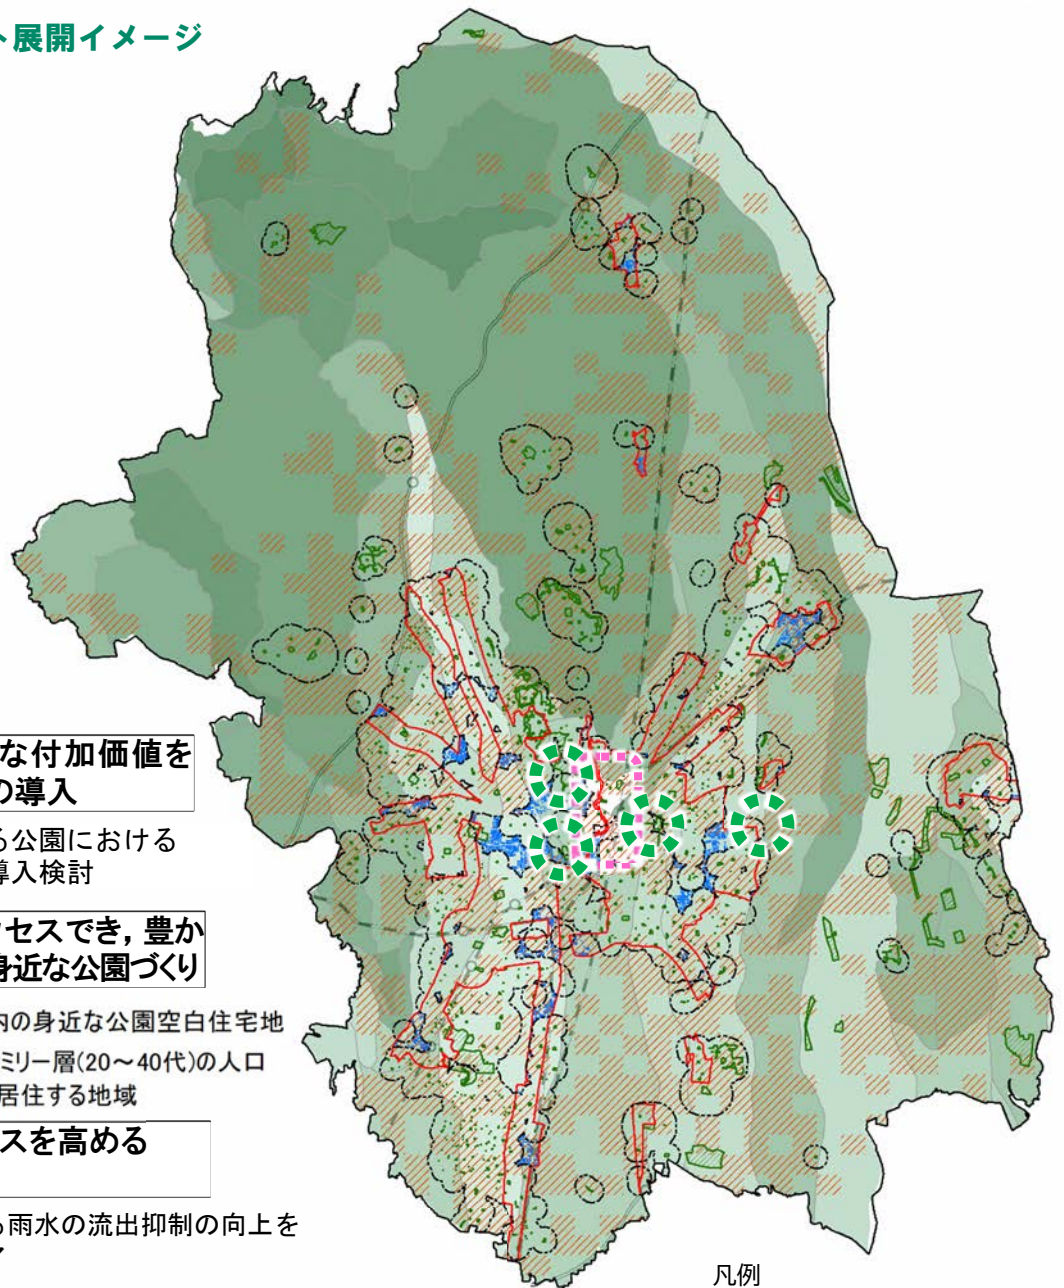 ト展開イメージ
な付加価値を
の導入
る公園における
導入検討
セスでき，豊か
身近な公園づくり
内の身近な公園空白住宅地
ミリー層(20～40代)の人口
居住する地域
スを高める
る雨水の流出抑制の向上を
凡例